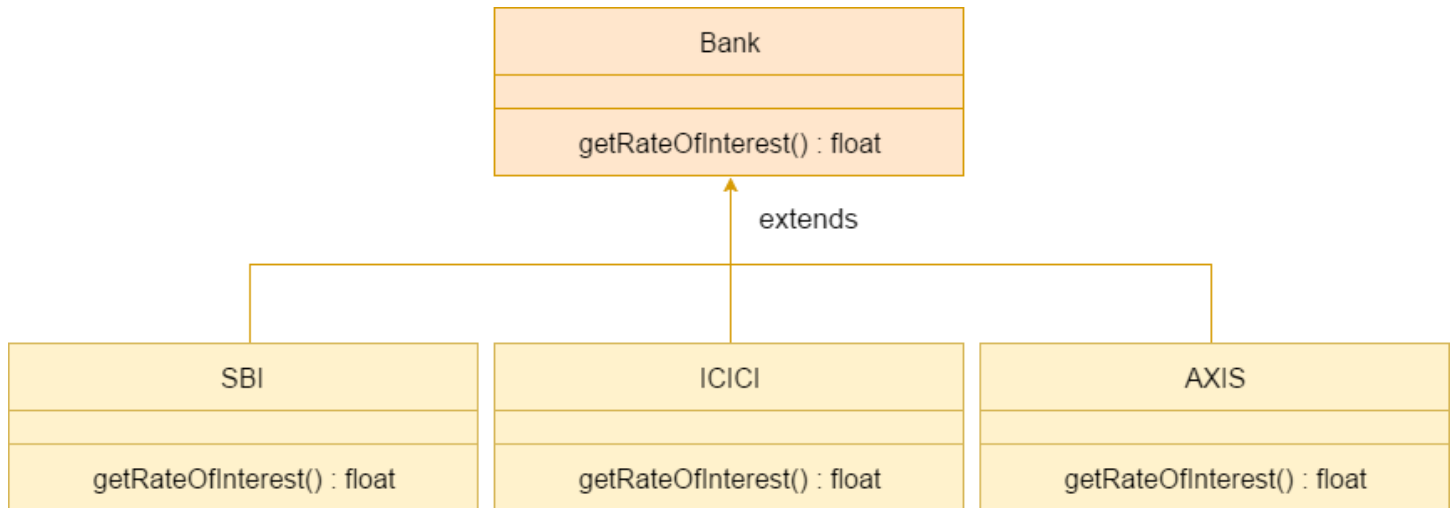 Bank
getRateOfInterest() : float
extends
SBI
getRateOfInterest() : float
ICICI
getRateOfInterest() : float
AXIS
getRateOfInterest() : float